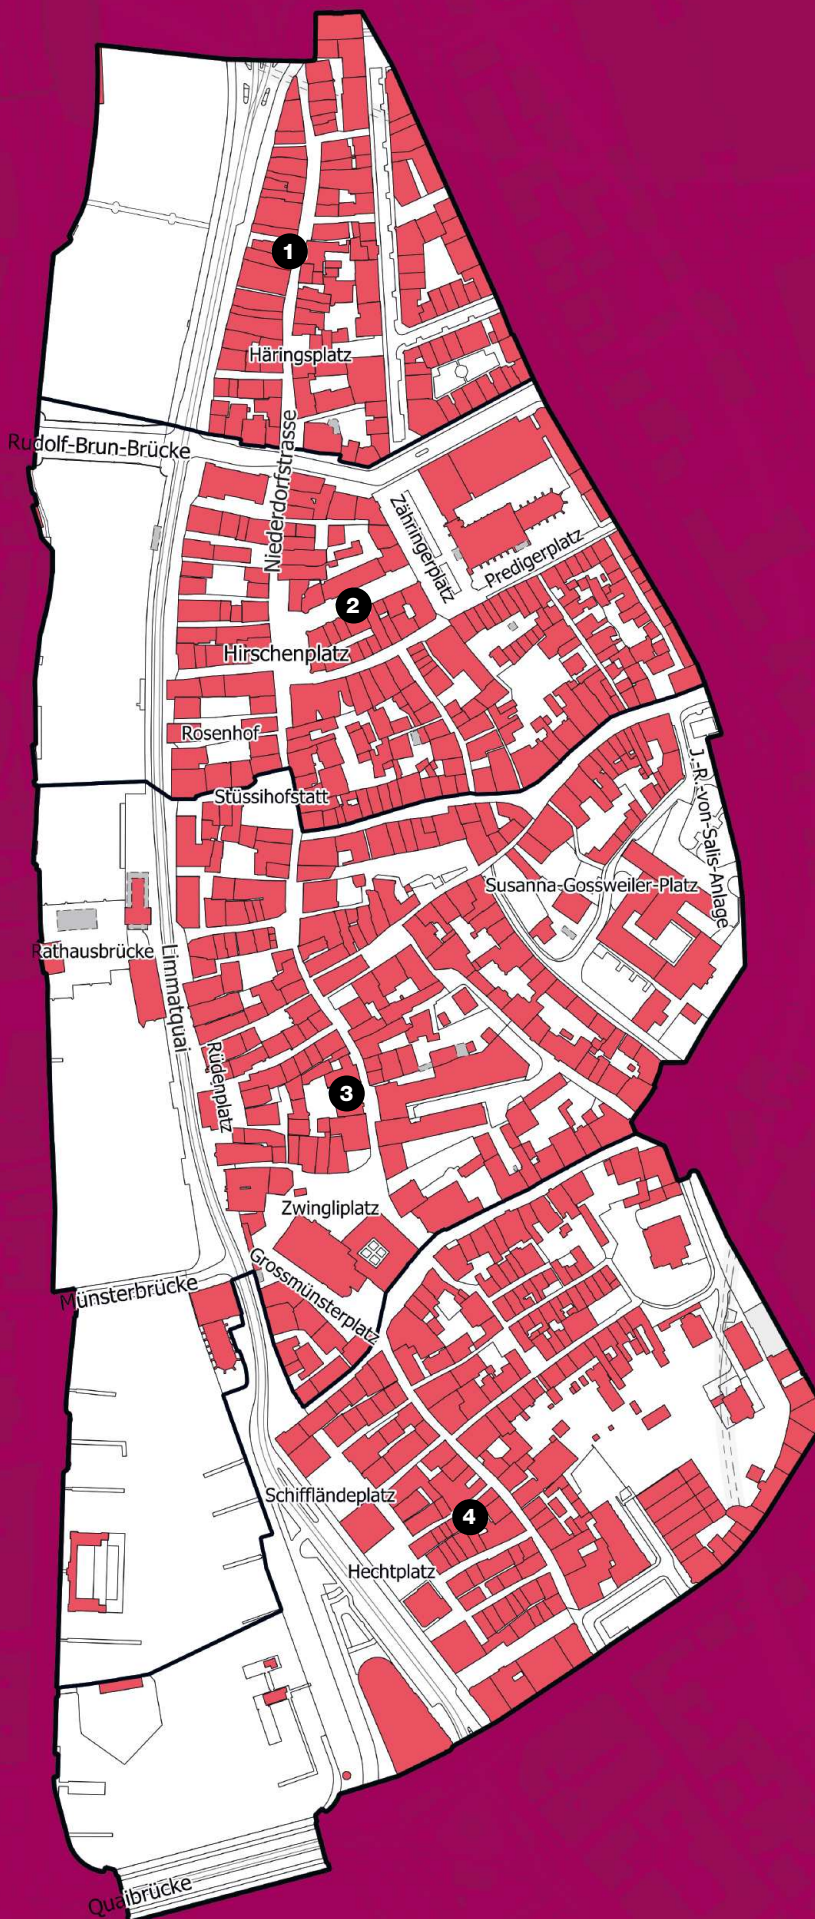 1
Häringsplatz
Rudolf-Brun-Brücke
Niederdorfstrasse
Zähringerplatz
Predigerplatz
2
Hirschenplatz
Rosenhof
Stüssihofstatt
J.-R.-von-Salis-Anlage
Susanna-Gossweiler-Platz
Rathausbrücke
Limmatquai
Rüdenplatz
3
Zwingliplatz
Grossmünsterplatz
Münsterbrücke
Schiffländeplatz
4
Hechtplatz
Quaibrücke